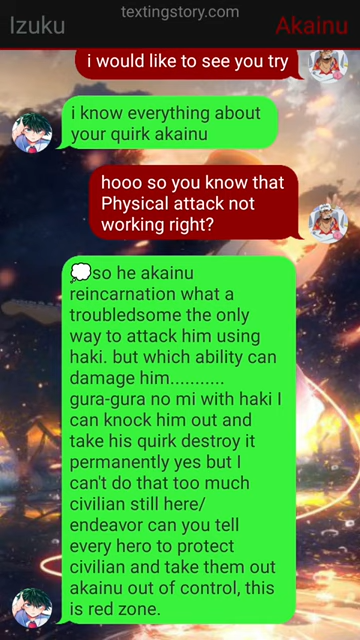 textingstory.com
Izuku
Akainu
i would like to see you try
i know everything about
your quirk akainu
hooo so you know that
Physical attack not
working right?
💭so he akainu
reincarnation what a
troubledsome the only
way to attack him using
haki. but which ability can
damage him...........
gura-gura no mi with haki I
can knock him out and
take his quirk destroy it
permanently yes but I
can't do that too much
civilian still here/
endeavor can you tell
every hero to protect
civilian and take them out
akainu out of control, this
is red zone.